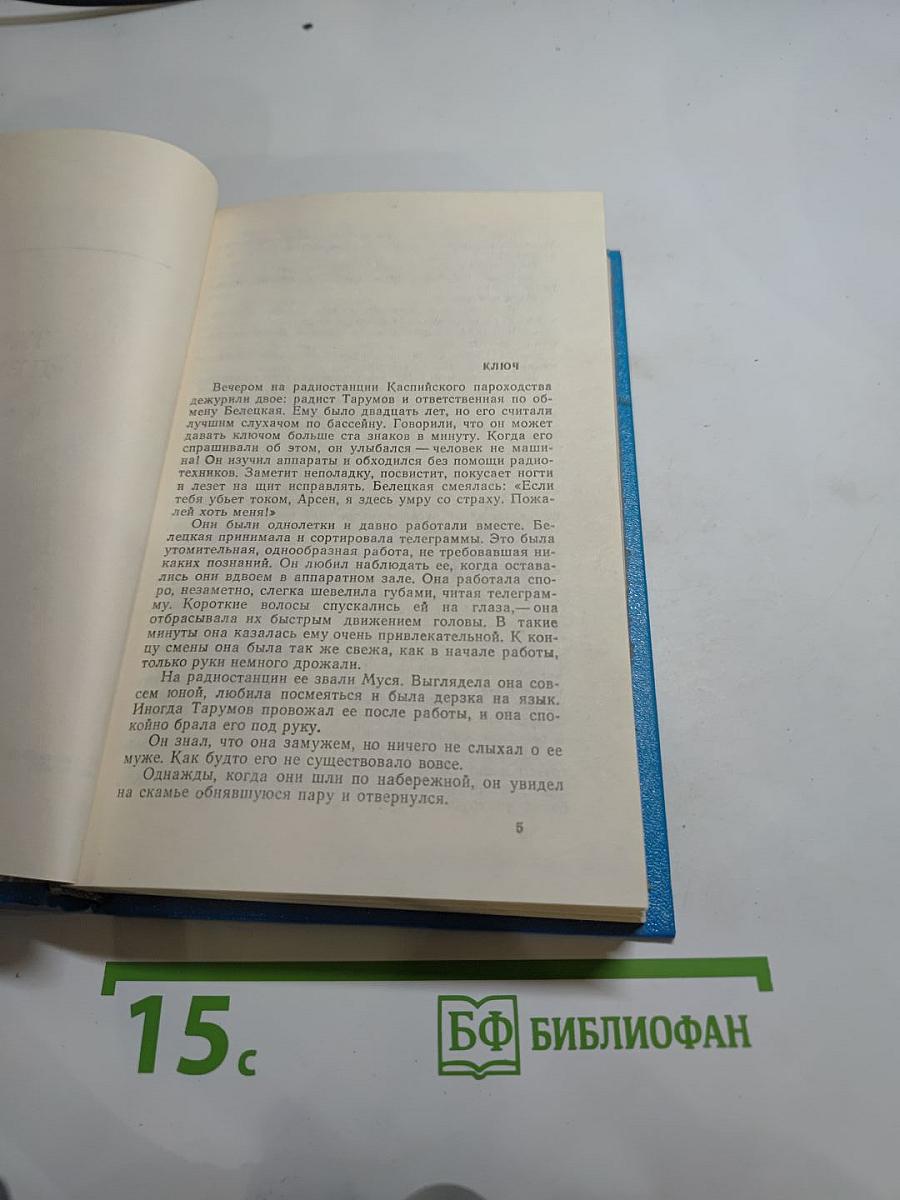 КЛЮЧ
Вечером на радиостанции Каспийского пароходства
дежурили двое: радист Тарумов и ответственная по об-
мену Белецкая. Ему было двадцать лет, но его считали
лучшим слухачом по бассейну. Говорили, что он может
давать ключом больше ста знаков в минуту. Когда его
спрашивали об этом, он улыбался — человек не маши-
на! Он изучил аппараты и обходился без помощи радио-
техников. Заметит неполадку, посвистит, покусает ногти
и лезет на щит исправлять. Белецкая смеялась: «Если
тебя убьет током, Арсен, я здесь умру со страху. Пожа-
лей хоть меня!»
Они были однолетки и давно работали вместе. Бе-
лецкая принимала и сортировала телеграммы. Это была
утомительная, однообразная работа, не требовавшая ни-
каких познаний. Он любил наблюдать ее, когда остава-
лись они вдвоем в аппаратном зале. Она работала спо-
ро, незаметно, слегка шевелила губами, читая телеграм-
му. Короткие волосы спускались ей на глаза,— она
отбрасывала их быстрым движением головы. В такие
минуты она казалась ему очень привлекательной. К кон-
цу смены она была так же свежа, как в начале работы,
только руки немного дрожали.
На радиостанции ее звали Муся. Выглядела она сов-
сем юной, любила посмеяться и была дерзка на язык.
Иногда Тарумов провожал ее после работы, и она спо-
койно брала его под руку.
Он знал, что она замужем, но ничего не слыхал о ее
муже. Как будто его не существовало вовсе.
Однажды, когда они шли по набережной, он увидел
на скамье обнявшуюся пару и отвернулся.
5
15 с
БФ БИБЛИОФАН